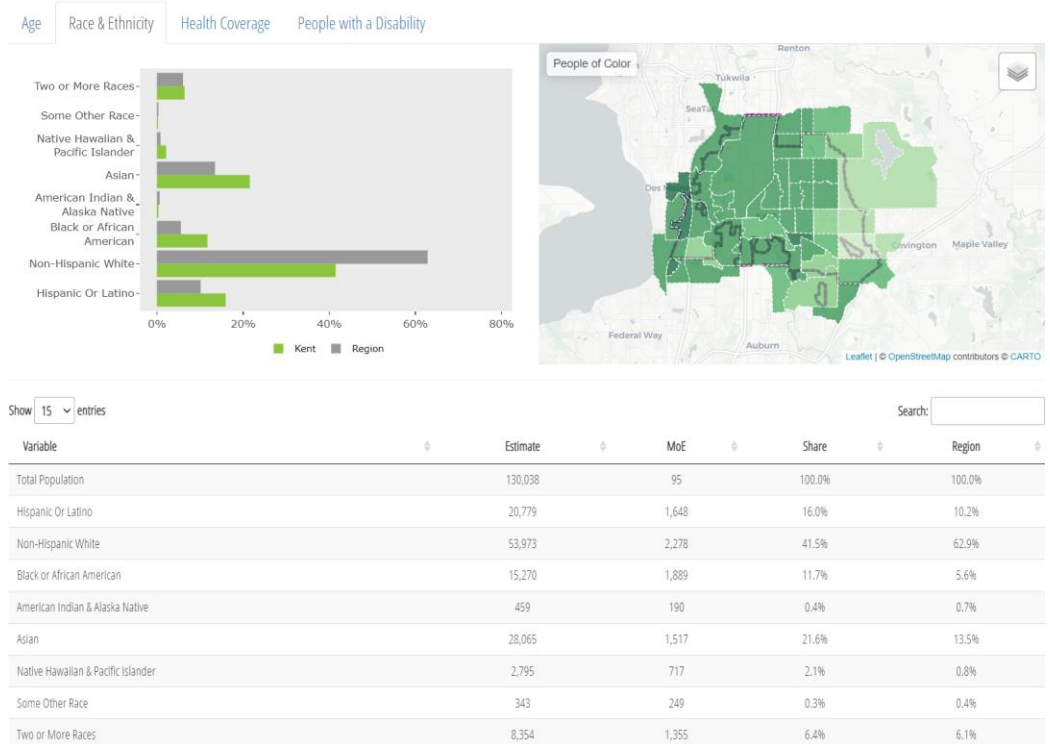 Age Race & Ethnicity Health Coverage People with a Disability
Two or More Races
Some Other Race
Native Hawaiian &
Pacific Islander
Asian
American Indian &
Alaska Native
Black or African
American
Non-Hispanic White
Hispanic Or Latino
0% 20% 40% 60% 80%
Kent Region
People of Color
Renton
Tukwila
SeaTa
Des
Covington
Maple Valley
Federal Way
Auburn
Leaflet | © OpenStreetMap contributors © CARTO
Show 15 entries Search:
Variable Estimate MoE Share Region
Total Population 130,038 95 100.0% 100.0%
Hispanic Or Latino 20,779 1,648 16.0% 10.2%
Non-Hispanic White 53,973 2,278 41.5% 62.9%
Black or African American 15,270 1,889 11.7% 5.6%
American Indian & Alaska Native 459 190 0.4% 0.7%
Asian 28,065 1,517 21.6% 13.5%
Native Hawaiian & Pacific Islander 2,795 717 2.1% 0.8%
Some Other Race 343 249 0.3% 0.4%
Two or More Races 8,354 1,355 6.4% 6.1%